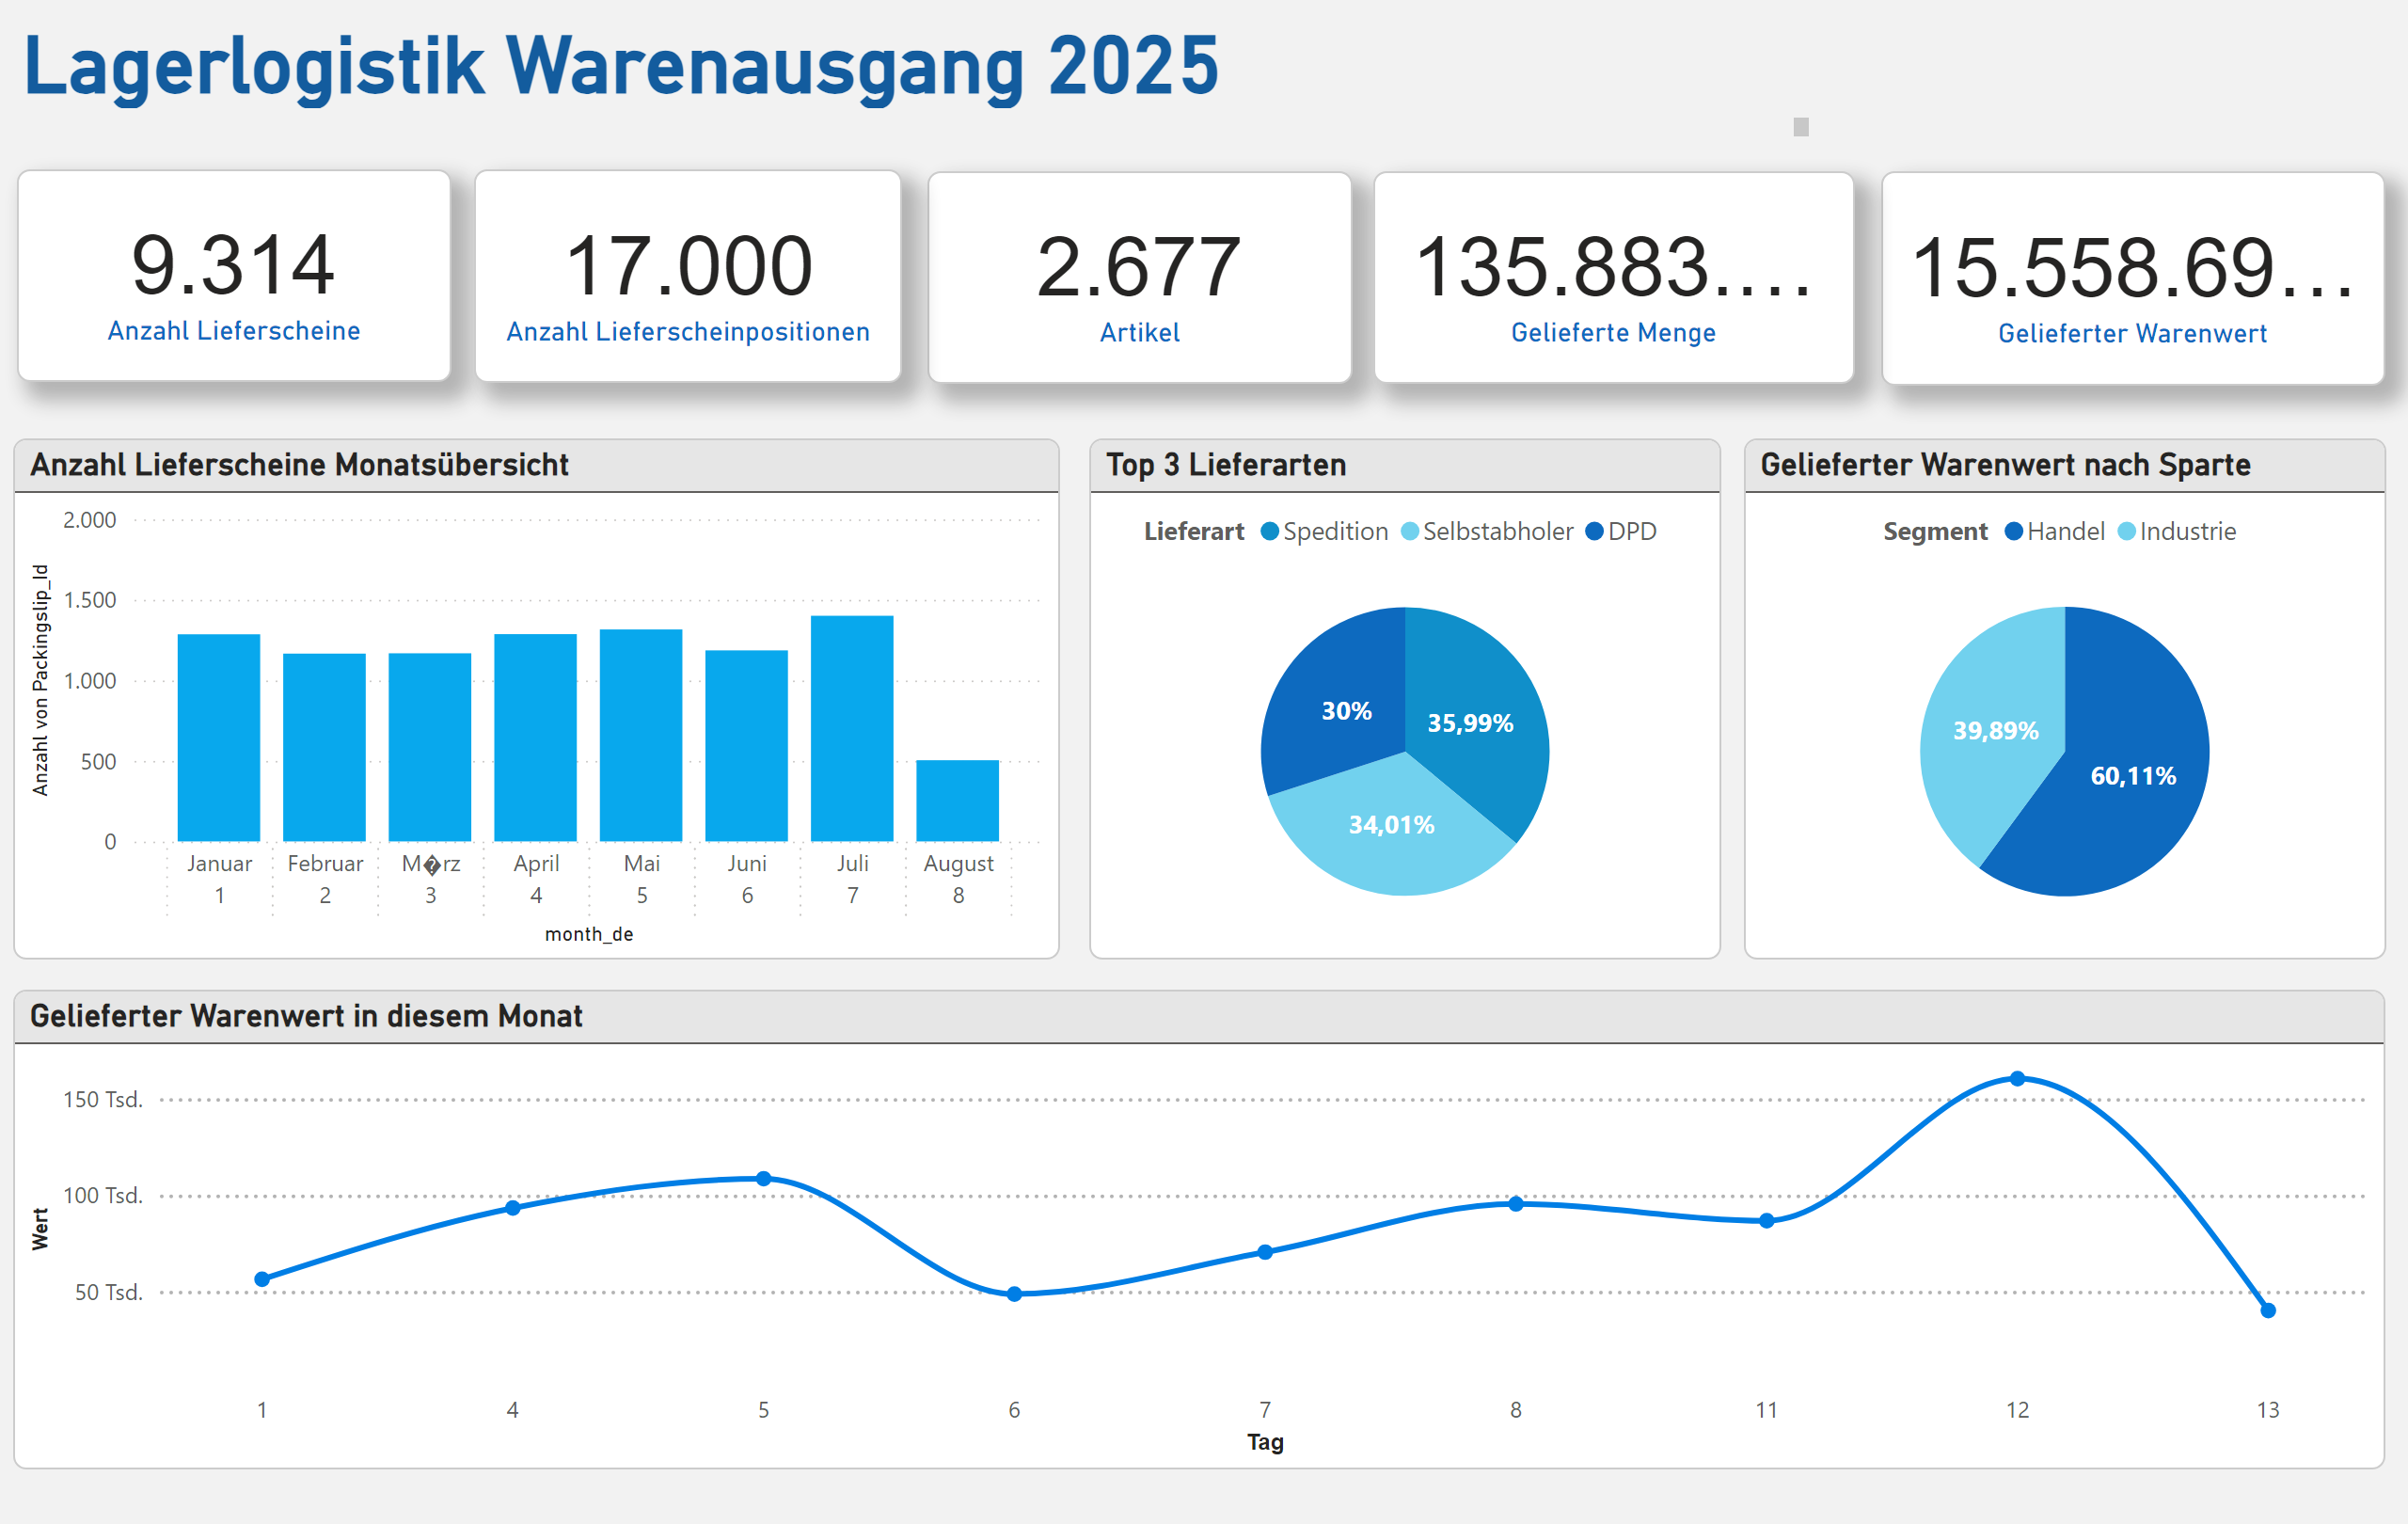 Lagerlogistik Warenausgang 2025
9.314
Anzahl Lieferscheine
17.000
Anzahl Lieferscheinpositionen
2.677
Artikel
135.883....
Gelieferte Menge
15.558.69...
Gelieferter Warenwert
Anzahl Lieferscheine Monatsübersicht
Anzahl von Packingslip_Id
2.000
1.500
1.000
500
0
Januar Februar M�rz April Mai Juni Juli August
1 2 3 4 5 6 7 8
month_de
Top 3 Lieferarten
Lieferart Spedition Selbstabholer DPD
30%
35,99%
34,01%
Gelieferter Warenwert nach Sparte
Segment Handel Industrie
39,89%
60,11%
Gelieferter Warenwert in diesem Monat
Wert
150 Tsd.
100 Tsd.
50 Tsd.
1 4 5 6 7 8 11 12 13
Tag